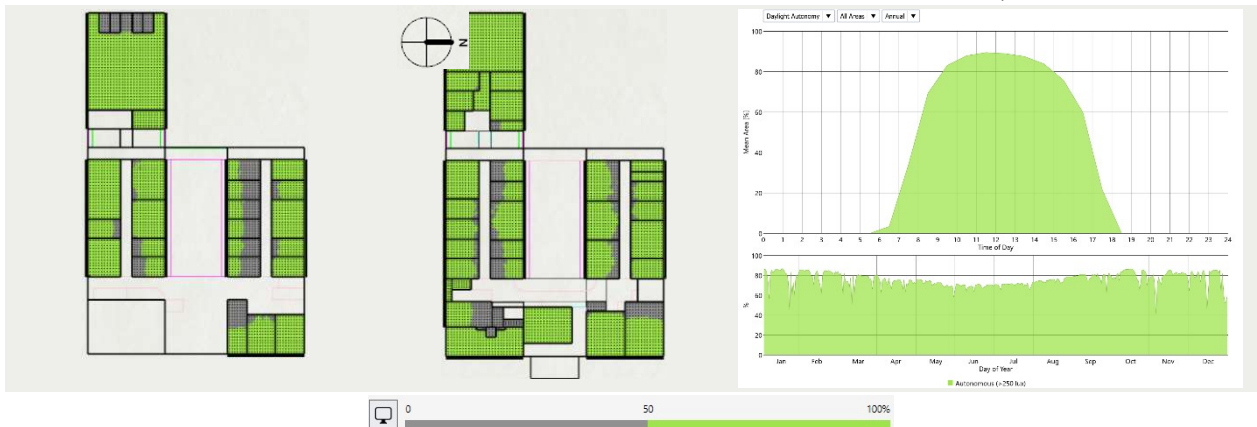 N
Daylight Autonomy ▼ All Areas ▼ Annual ▼
100
80
60
40
20
0
Mean Area [%]
0 1 2 3 4 5 6 7 8 9 10 11 12 13 14 15 16 17 18 19 20 21 22 23 24
Time of Day
100
80
60
40
20
0
%
Jan Feb Mar Apr May Jun Jul Aug Sep Oct Nov Dec
Day of Year
Autonomous (>250 lux)
0 50 100%